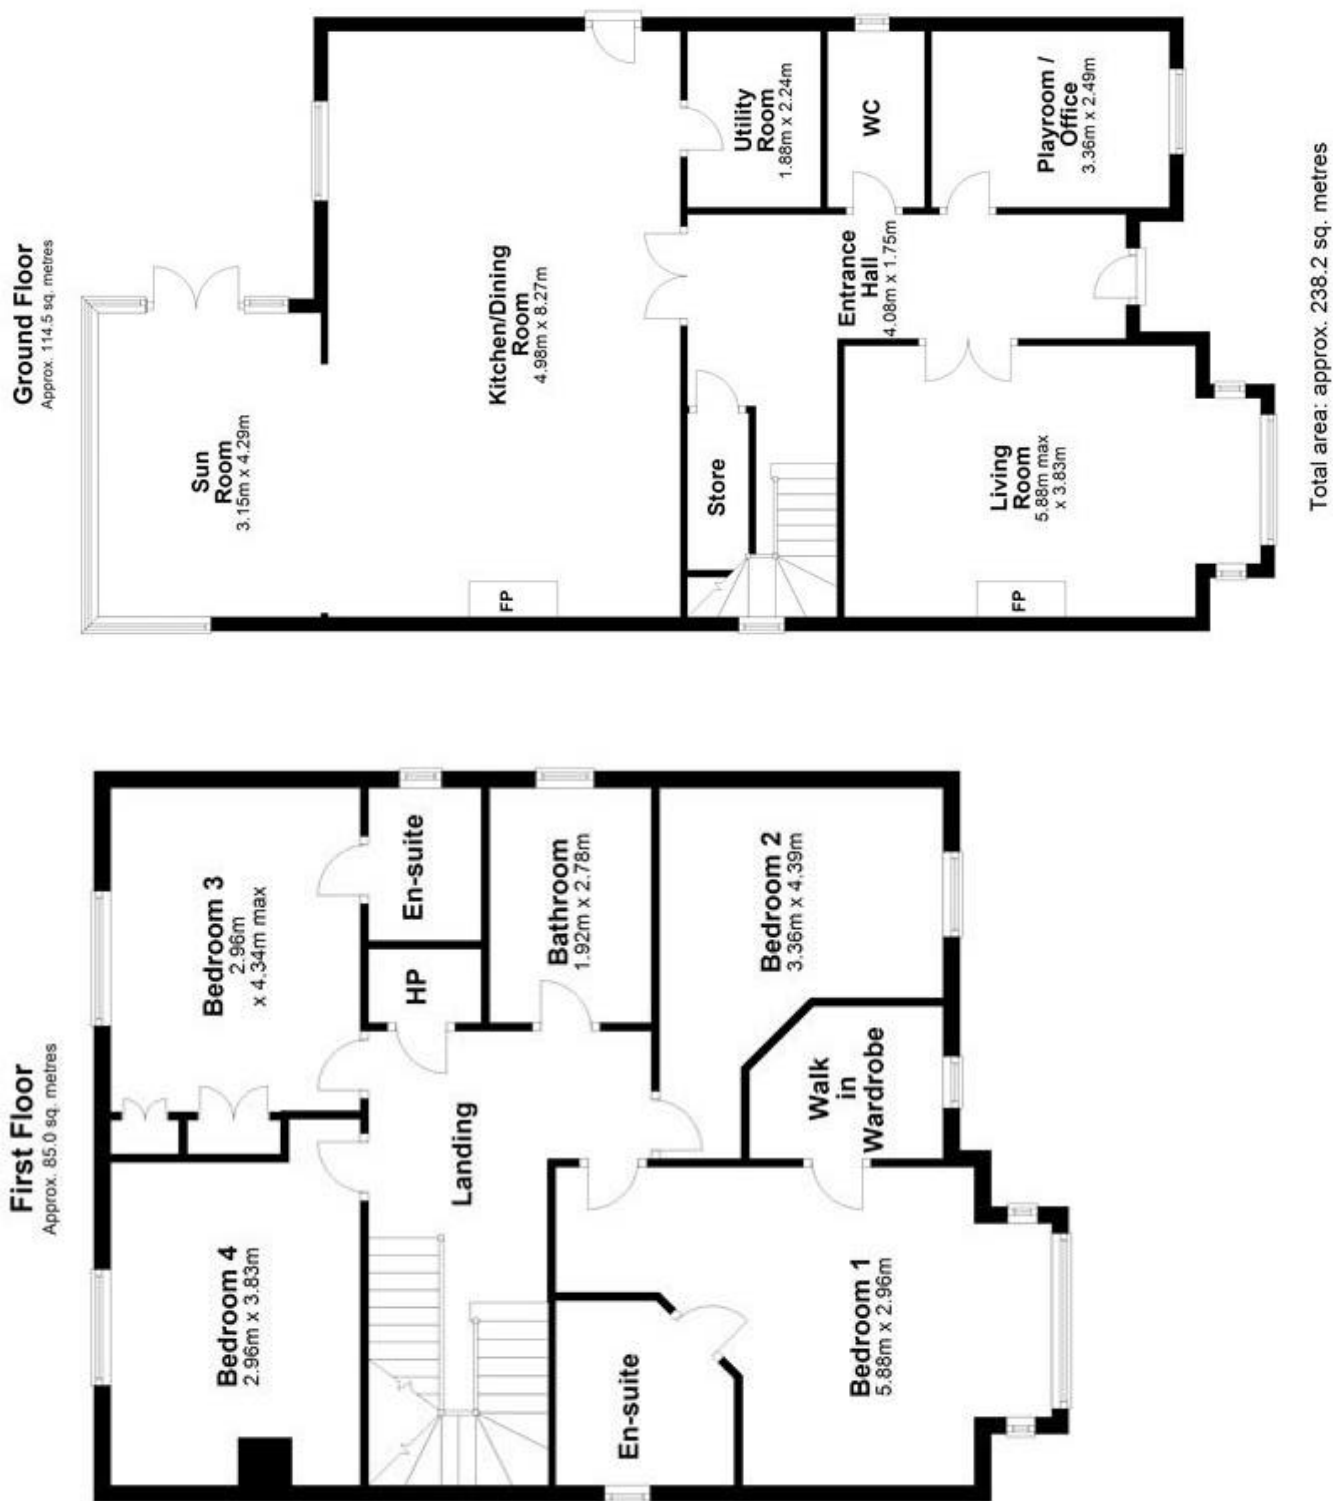 Ground Floor
Approx. 114.5 sq. metres
Sun
Room
3.15m x 4.29m
Kitchen/Dining
Room
4.98m x 8.27m
FP
Utility
Room
1.88m x 2.24m
WC
Playroom /
Office
3.36m x 2.49m
Entrance
Hall
4.08m x 1.75m
Store
Living
Room
5.88m max
x 3.83m
FP
First Floor
Approx. 85.0 sq. metres
Bedroom 3
2.96m
x 4.34m max
En-suite
HP
Bathroom
1.92m x 2.78m
Bedroom 2
3.36m x 4.39m
Walk
in
Wardrobe
Landing
Bedroom 4
2.96m x 3.83m
En-suite
Bedroom 1
5.88m x 2.96m
Total area: approx. 238.2 sq. metres